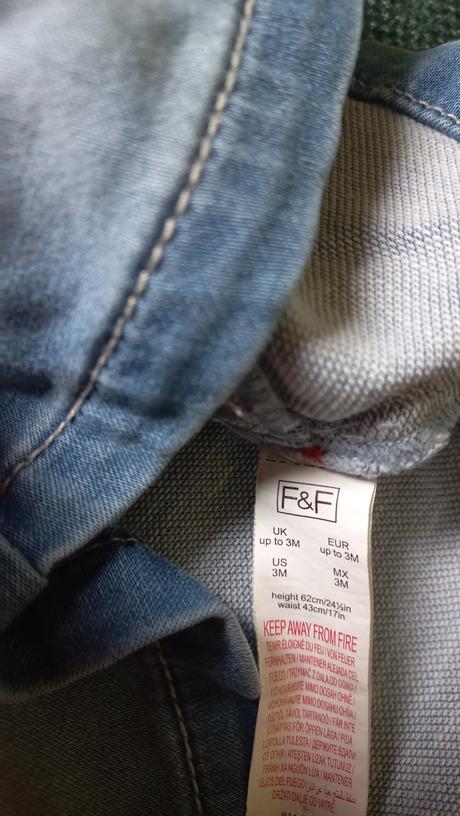 F&F
UK
up to 3M
EUR
up to 3M
US
3M
MX
3M
height 62cm/24½in
waist 43cm/17in
KEEP AWAY FROM FIRE
TENIR ÉLOIGNÉ DU FEU / VON FEUER
FERNHALTEN / MANTENER ALEJADA DEL
FUEGO / TRZYMAĆ Z DALA OD OGNIA /
UCHOVÁVEJTE MIMO DOSAH OHNĚ /
UCHOVÁVAJTE MIMO DOSAHU OHŇA /
TŰZTŐL TÁVOL TARTANDÓ / FÅR INTE
UTSÄTTAS FÖR ÖPPEN LÅGA / PIDÄ
LOITOLLA TULESTA / ДЕРЖИТЕ ВДАЛИ
ОТ ОГНЯ / ATEŞTEN UZAK TUTUNUZ /
TRÁNH XA NGUỒN LỬA / MANTENER
LEJOS DEL FUEGO /
DRŽATI DALJE OD VATRE